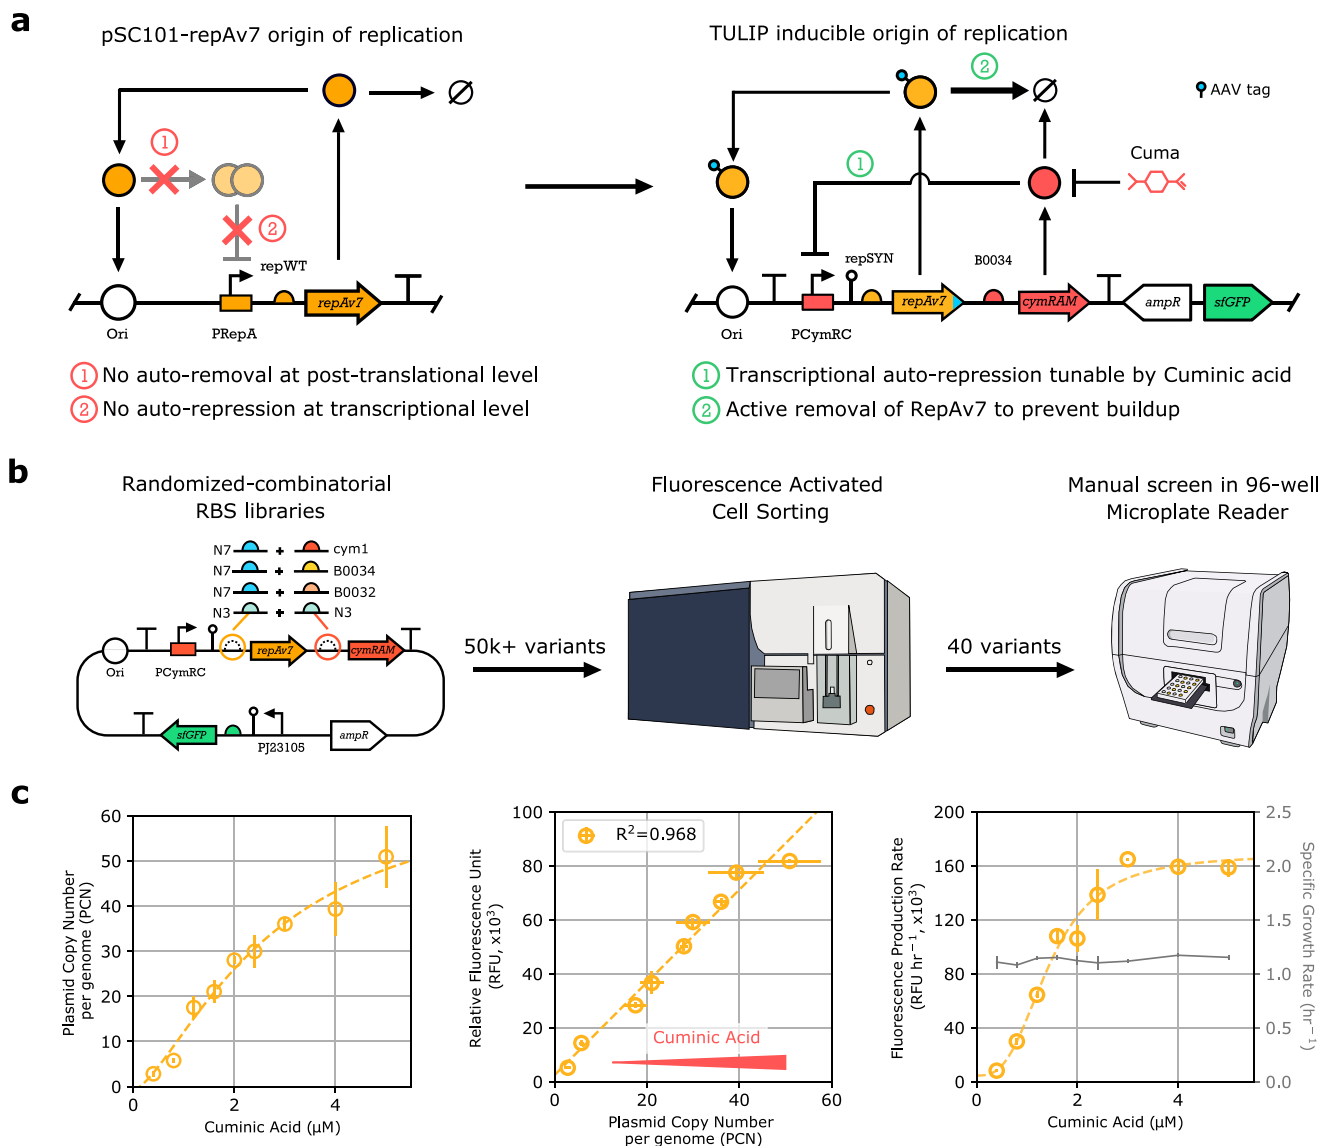 a
pSC101-repAv7 origin of replication
TULIP inducible origin of replication
2
AAV tag
1
1
Cuma
2
repWT
repSYN
B0034
repAv7
repAv7
cymRAM
ampR
sfGFP
Ori
PRepA
Ori
PCymRC
1 No auto-removal at post-translational level
2 No auto-repression at transcriptional level
1 Transcriptional auto-repression tunable by Cuminic acid
2 Active removal of RepAv7 to prevent buildup
b
Randomized-combinatorial
RBS libraries
Fluorescence Activated
Cell Sorting
Manual screen in 96-well
Microplate Reader
N7 + cym1
N7 + B0034
N7 + B0032
N3 + N3
repAv7
cymRAM
Ori
PCymRC
50k+ variants
40 variants
sfGFP
PJ23105
ampR
c
Plasmid Copy Number
per genome (PCN)
60
50
40
30
20
10
0
0
2
4
Cuminic Acid (μM)
Relative Fluorescence Unit
(RFU, x10³)
100
80
60
40
20
0
R²=0.968
Cuminic Acid
0
20
40
60
Plasmid Copy Number
per genome (PCN)
Fluorescence Production Rate
(RFU hr⁻¹, x10³)
200
160
120
80
40
0
0
2
4
Cuminic Acid (μM)
2.5
2.0
1.5
1.0
0.5
0.0
Specific Growth Rate (hr⁻¹)